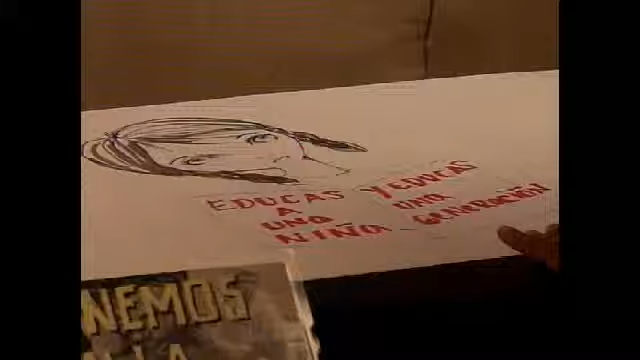 EDUCAS
A
UNA
NIÑA
Y EDUCAS
UNA
GENERACIÓN
NEMOS